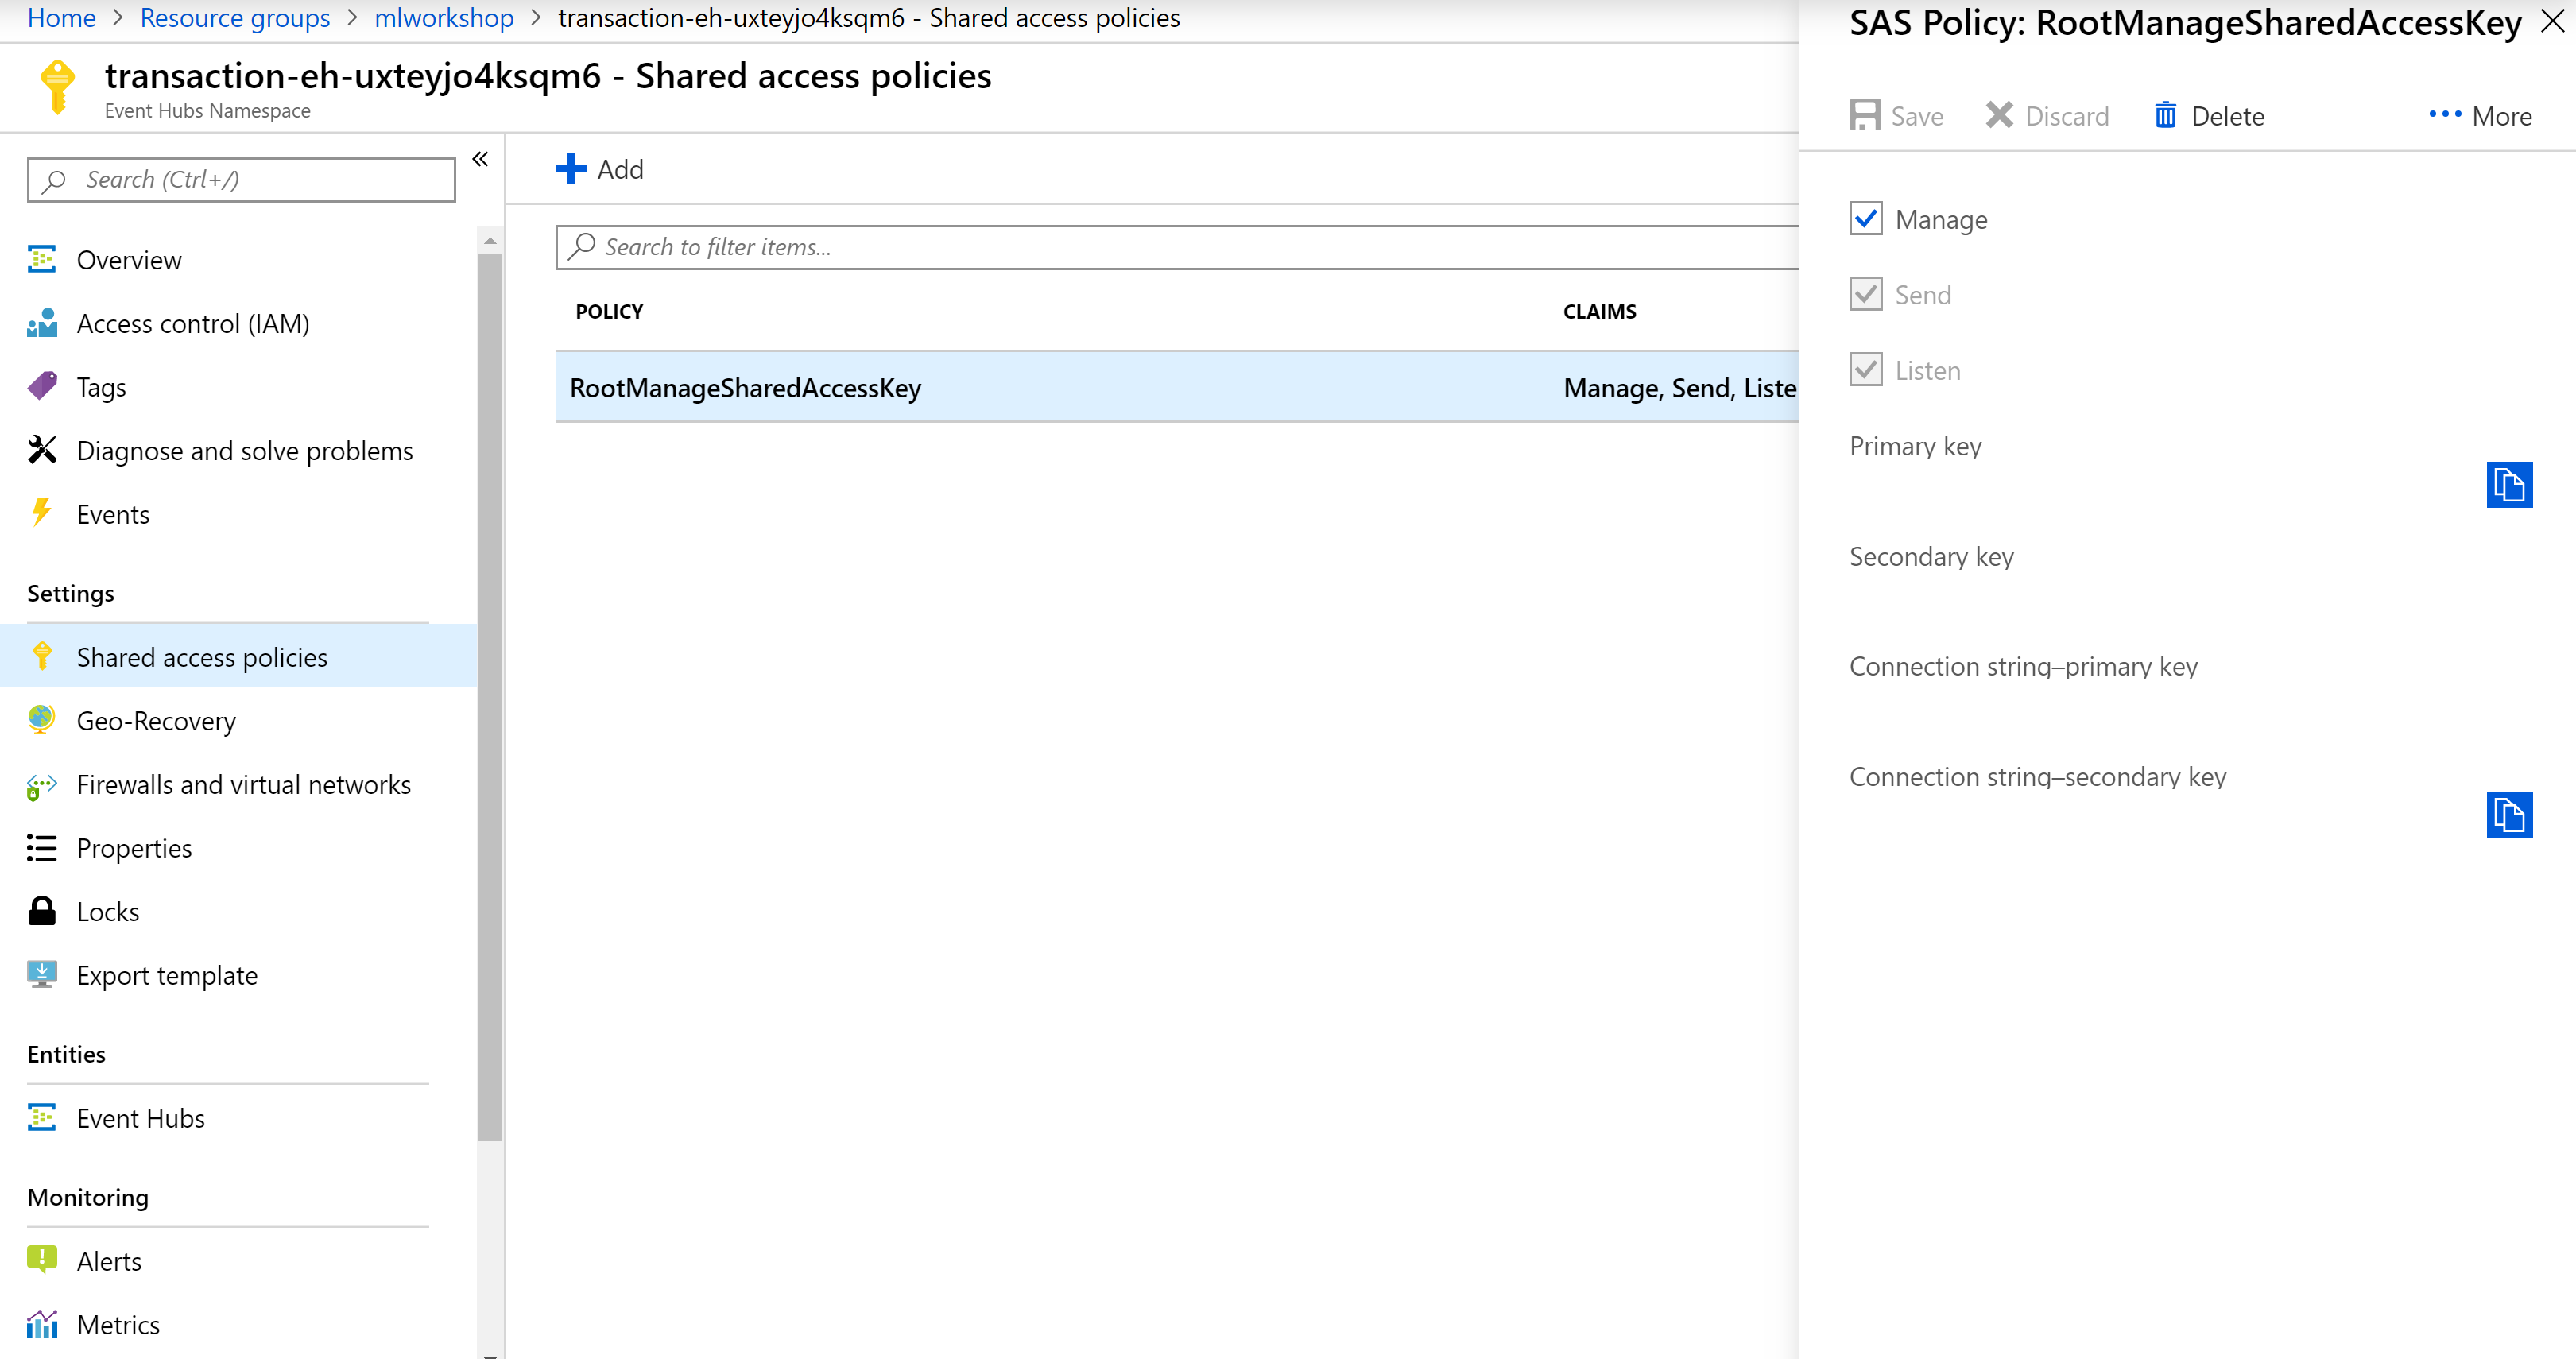 Home > Resource groups > mlworkshop > transaction-eh-uxteyjo4ksqm6 - Shared access policies
transaction-eh-uxteyjo4ksqm6 - Shared access policies
Event Hubs Namespace
Search (Ctrl+/)
Overview
Access control (IAM)
Tags
Diagnose and solve problems
Events
Settings
Shared access policies
Geo-Recovery
Firewalls and virtual networks
Properties
Locks
Export template
Entities
Event Hubs
Monitoring
Alerts
Metrics
Add
Search to filter items...
POLICY CLAIMS
RootManageSharedAccessKey Manage, Send, Liste
SAS Policy: RootManageSharedAccessKey
Save Discard Delete More
Manage
Send
Listen
Primary key
Secondary key
Connection string–primary key
Connection string–secondary key